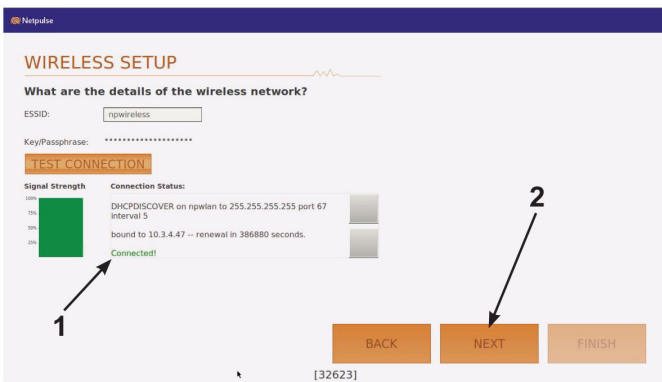 Netpulse
WIRELESS SETUP
What are the details of the wireless network?
ESSID: npwireless
Key/Passphrase: *******************
TEST CONNECTION
Signal Strength Connection Status:
100%
75%
50%
25%
DHCPDISCOVER on npwlan to 255.255.255.255 port 67
interval 5
bound to 10.3.4.47 -- renewal in 386880 seconds.
Connected!
2
1
BACK NEXT FINISH
[32623]